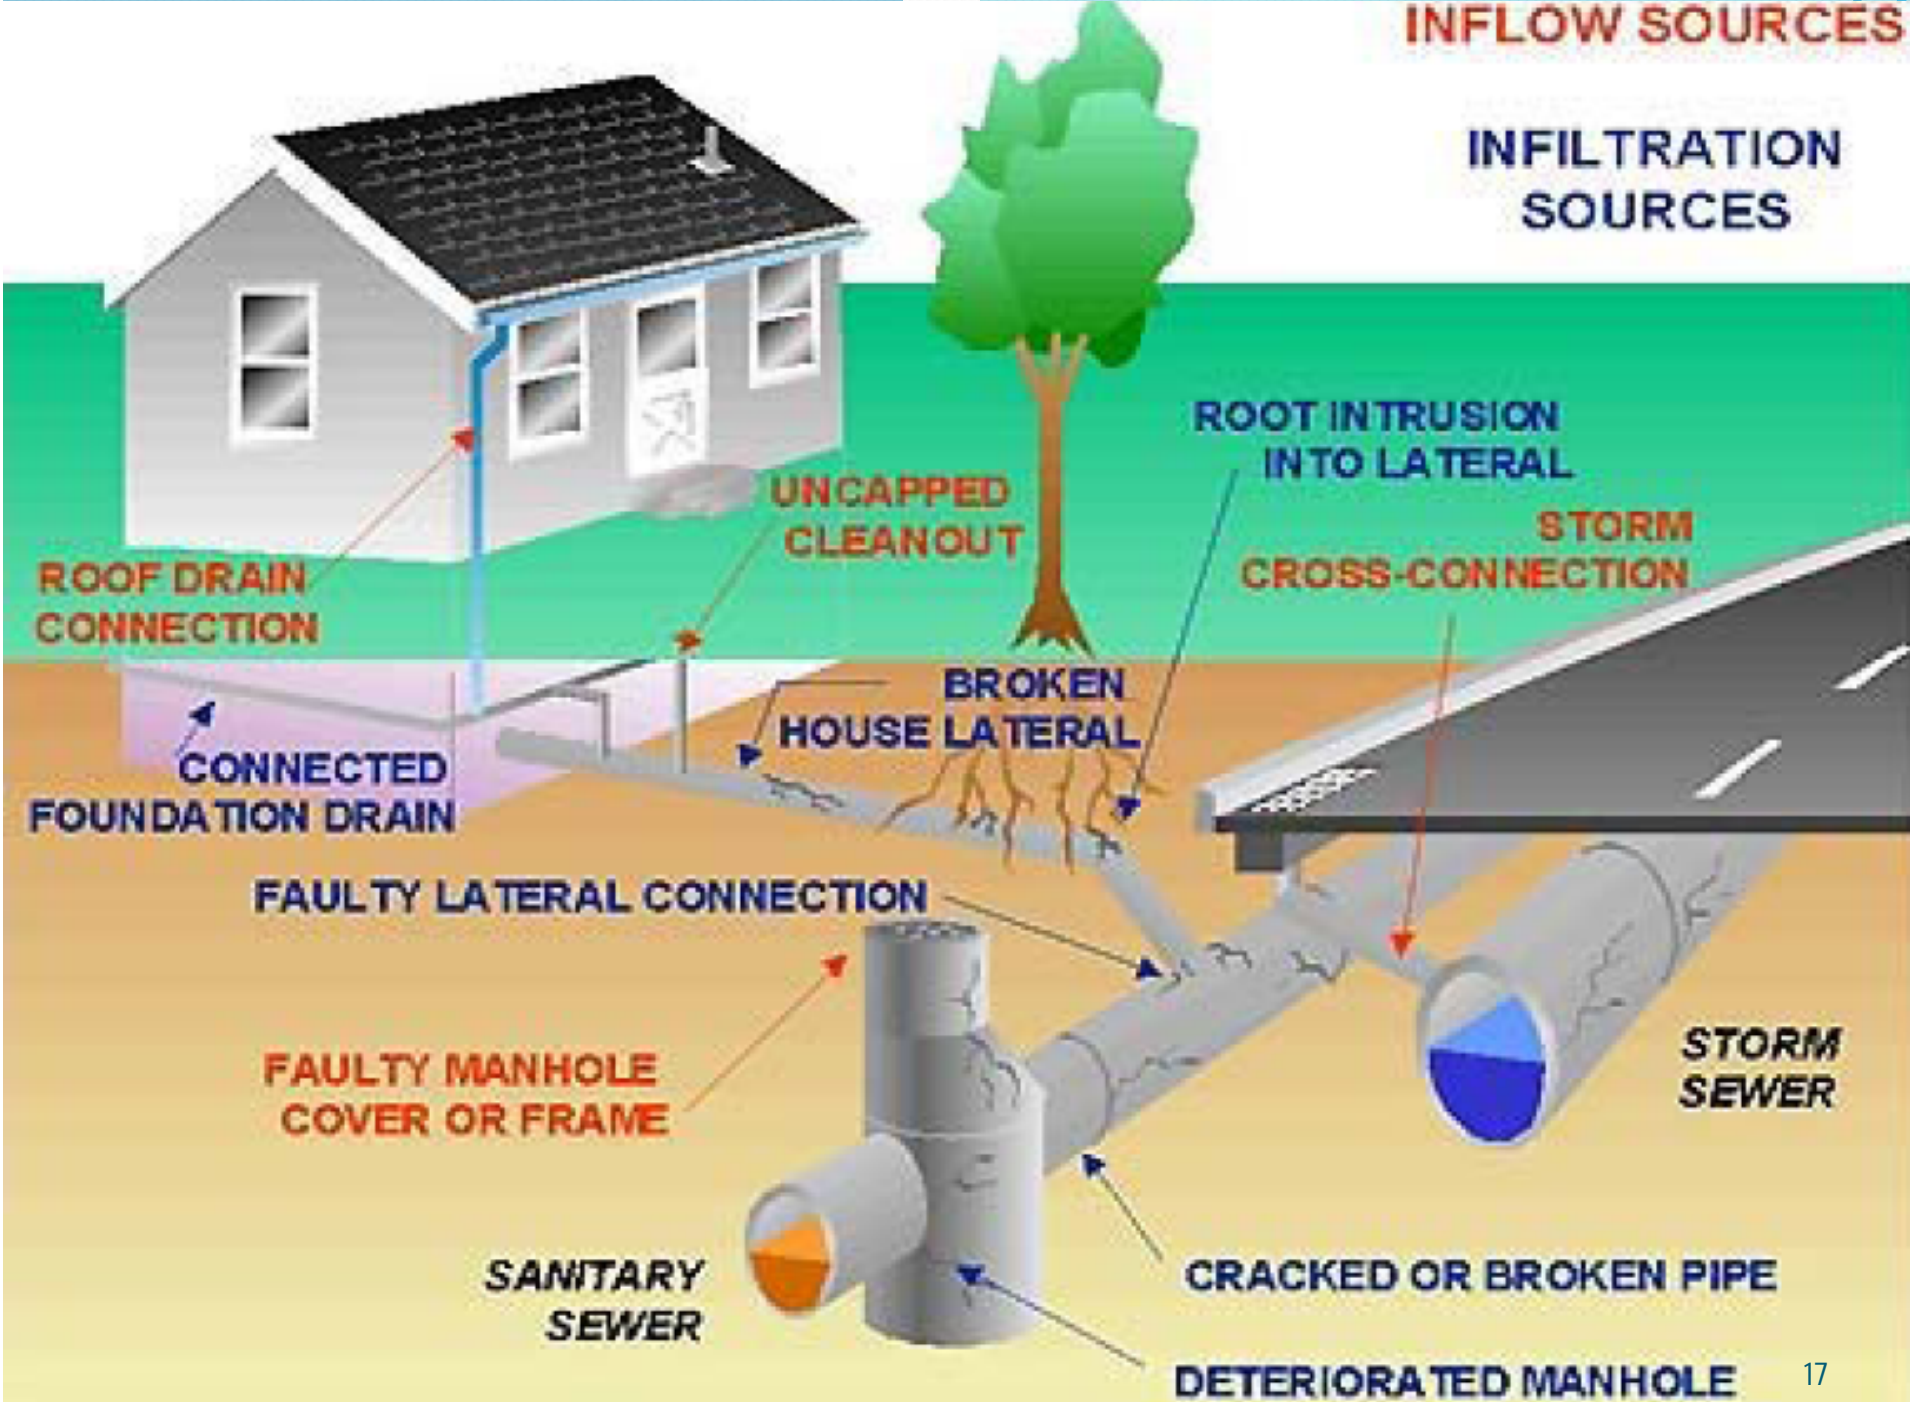 INFLOW SOURCES
INFILTRATION
SOURCES
ROOT INTRUSION
INTO LATERAL
UNCAPPED
CLEANOUT
STORM
CROSS-CONNECTION
ROOF DRAIN
CONNECTION
BROKEN
HOUSE LATERAL
CONNECTED
FOUNDATION DRAIN
FAULTY LATERAL CONNECTION
FAULTY MANHOLE
COVER OR FRAME
STORM
SEWER
SANITARY
SEWER
CRACKED OR BROKEN PIPE
DETERIORATED MANHOLE
17